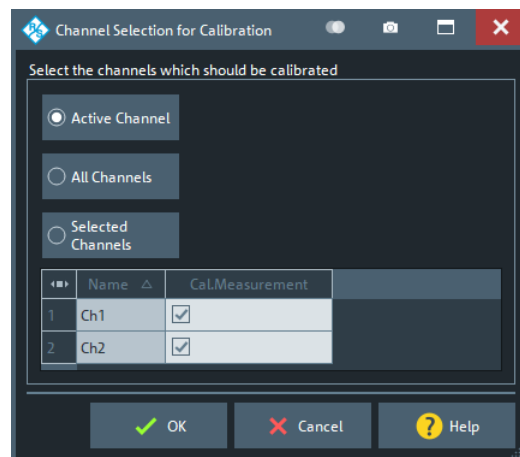 Channel Selection for Calibration
Select the channels which should be calibrated
Active Channel
All Channels
Selected
Channels
Name Cal.Measurement
1 Ch1
2 Ch2
OK Cancel ? Help